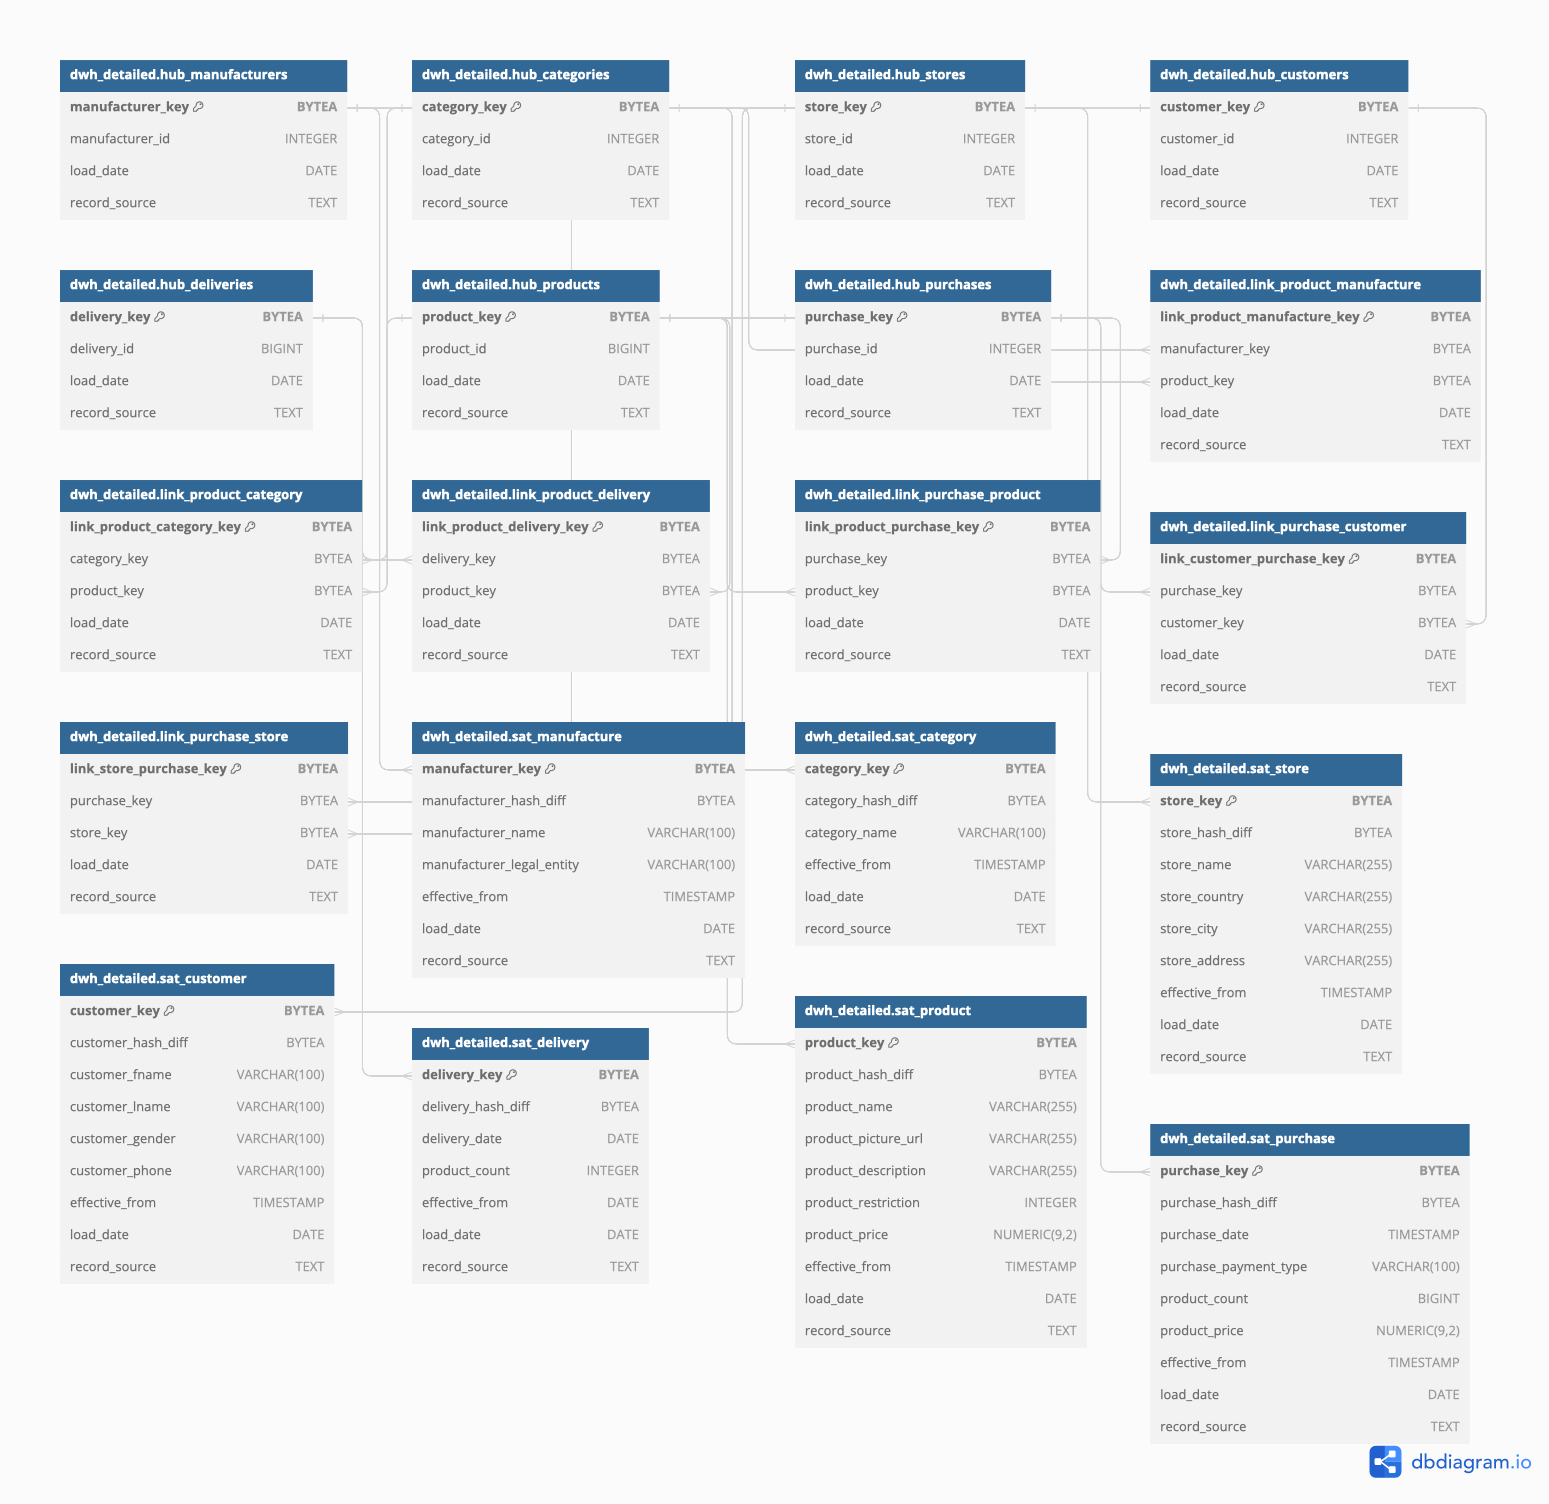 dwh_detailed.hub_manufacturers
manufacturer_key BYTEA
manufacturer_id INTEGER
load_date DATE
record_source TEXT
dwh_detailed.hub_categories
category_key BYTEA
category_id INTEGER
load_date DATE
record_source TEXT
dwh_detailed.hub_stores
store_key BYTEA
store_id INTEGER
load_date DATE
record_source TEXT
dwh_detailed.hub_customers
customer_key BYTEA
customer_id INTEGER
load_date DATE
record_source TEXT
dwh_detailed.hub_deliveries
delivery_key BYTEA
delivery_id BIGINT
load_date DATE
record_source TEXT
dwh_detailed.hub_products
product_key BYTEA
product_id BIGINT
load_date DATE
record_source TEXT
dwh_detailed.hub_purchases
purchase_key BYTEA
purchase_id INTEGER
load_date DATE
record_source TEXT
dwh_detailed.link_product_manufacture
link_product_manufacture_key BYTEA
manufacturer_key BYTEA
product_key BYTEA
load_date DATE
record_source TEXT
dwh_detailed.link_product_category
link_product_category_key BYTEA
category_key BYTEA
product_key BYTEA
load_date DATE
record_source TEXT
dwh_detailed.link_product_delivery
link_product_delivery_key BYTEA
delivery_key BYTEA
product_key BYTEA
load_date DATE
record_source TEXT
dwh_detailed.link_purchase_product
link_product_purchase_key BYTEA
purchase_key BYTEA
product_key BYTEA
load_date DATE
record_source TEXT
dwh_detailed.link_purchase_customer
link_customer_purchase_key BYTEA
purchase_key BYTEA
customer_key BYTEA
load_date DATE
record_source TEXT
dwh_detailed.link_purchase_store
link_store_purchase_key BYTEA
purchase_key BYTEA
store_key BYTEA
load_date DATE
record_source TEXT
dwh_detailed.sat_manufacture
manufacturer_key BYTEA
manufacturer_hash_diff BYTEA
manufacturer_name VARCHAR(100)
manufacturer_legal_entity VARCHAR(100)
effective_from TIMESTAMP
load_date DATE
record_source TEXT
dwh_detailed.sat_category
category_key BYTEA
category_hash_diff BYTEA
category_name VARCHAR(100)
effective_from TIMESTAMP
load_date DATE
record_source TEXT
dwh_detailed.sat_store
store_key BYTEA
store_hash_diff BYTEA
store_name VARCHAR(255)
store_country VARCHAR(255)
store_city VARCHAR(255)
store_address VARCHAR(255)
effective_from TIMESTAMP
load_date DATE
record_source TEXT
dwh_detailed.sat_customer
customer_key BYTEA
customer_hash_diff BYTEA
customer_fname VARCHAR(100)
customer_lname VARCHAR(100)
customer_gender VARCHAR(100)
customer_phone VARCHAR(100)
effective_from TIMESTAMP
load_date DATE
record_source TEXT
dwh_detailed.sat_delivery
delivery_key BYTEA
delivery_hash_diff BYTEA
delivery_date DATE
product_count INTEGER
effective_from DATE
load_date DATE
record_source TEXT
dwh_detailed.sat_product
product_key BYTEA
product_hash_diff BYTEA
product_name VARCHAR(255)
product_picture_url VARCHAR(255)
product_description VARCHAR(255)
product_restriction INTEGER
product_price NUMERIC(9,2)
effective_from TIMESTAMP
load_date DATE
record_source TEXT
dwh_detailed.sat_purchase
purchase_key BYTEA
purchase_hash_diff BYTEA
purchase_date TIMESTAMP
purchase_payment_type VARCHAR(100)
product_count BIGINT
product_price NUMERIC(9,2)
effective_from TIMESTAMP
load_date DATE
record_source TEXT
dbdiagram.io